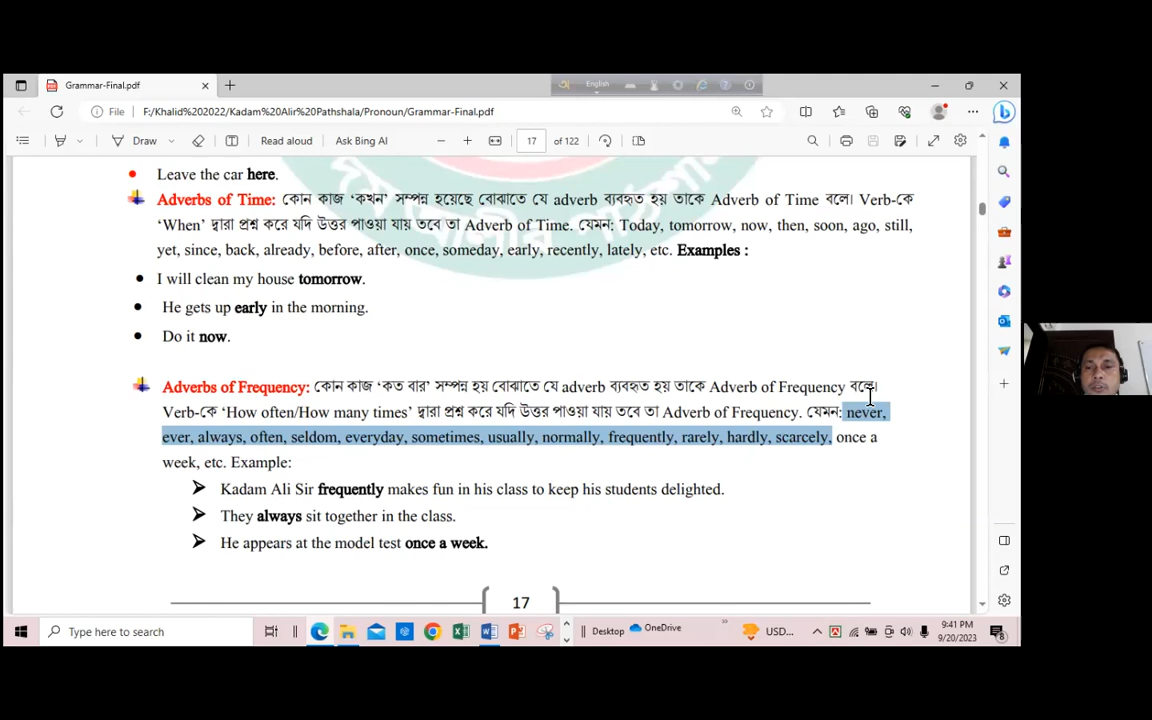 Grammar-Final.pdf
English
File F:/Khalid%202022/Kadam%20Alir%20Pathshala/Pronoun/Grammar-Final.pdf
Draw Read aloud Ask Bing AI 17 of 122
Leave the car here.
Adverbs of Time: কোন কাজ ‘কখন’ সম্পন্ন হয়েছে বোঝাতে যে adverb ব্যবহৃত হয় তাকে Adverb of Time বলে। Verb-কে
‘When’ দ্বারা প্রশ্ন করে যদি উত্তর পাওয়া যায় তবে তা Adverb of Time. যেমন: Today, tomorrow, now, then, soon, ago, still,
yet, since, back, already, before, after, once, someday, early, recently, lately, etc. Examples :
I will clean my house tomorrow.
He gets up early in the morning.
Do it now.
Adverbs of Frequency: কোন কাজ ‘কত বার’ সম্পন্ন হয় বোঝাতে যে adverb ব্যবহৃত হয় তাকে Adverb of Frequency বলে।
Verb-কে ‘How often/How many times’ দ্বারা প্রশ্ন করে যদি উত্তর পাওয়া যায় তবে তা Adverb of Frequency. যেমন: never,
ever, always, often, seldom, everyday, sometimes, usually, normally, frequently, rarely, hardly, scarcely, once a
week, etc. Example:
Kadam Ali Sir frequently makes fun in his class to keep his students delighted.
They always sit together in the class.
He appears at the model test once a week.
17
Type here to search
Desktop OneDrive USD...
9:41 PM
9/20/2023